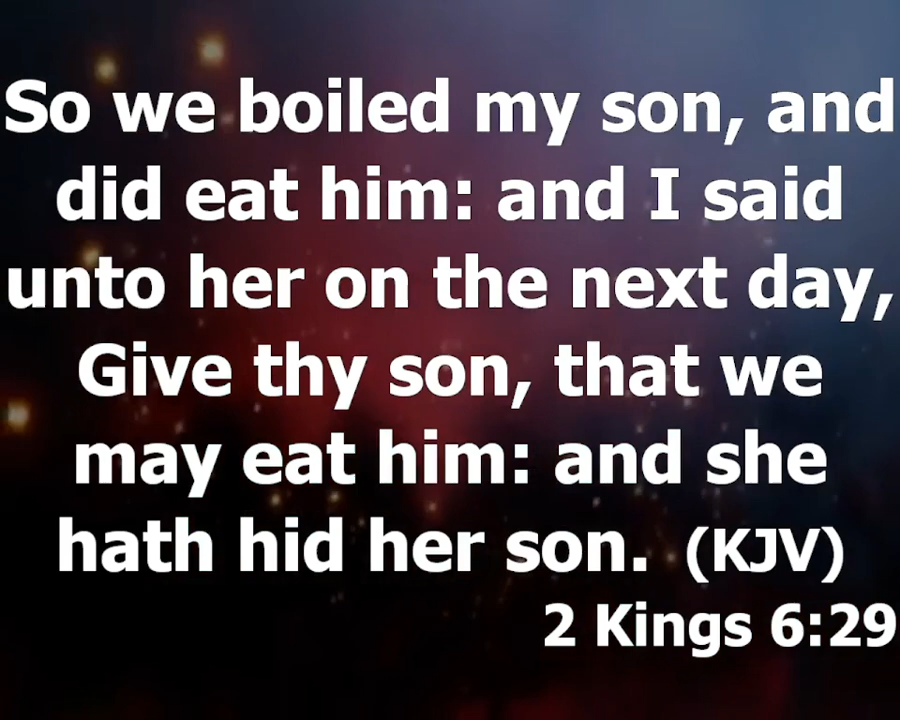 So we boiled my son, and
did eat him: and I said
unto her on the next day,
Give thy son, that we
may eat him: and she
hath hid her son. (KJV)
2 Kings 6:29